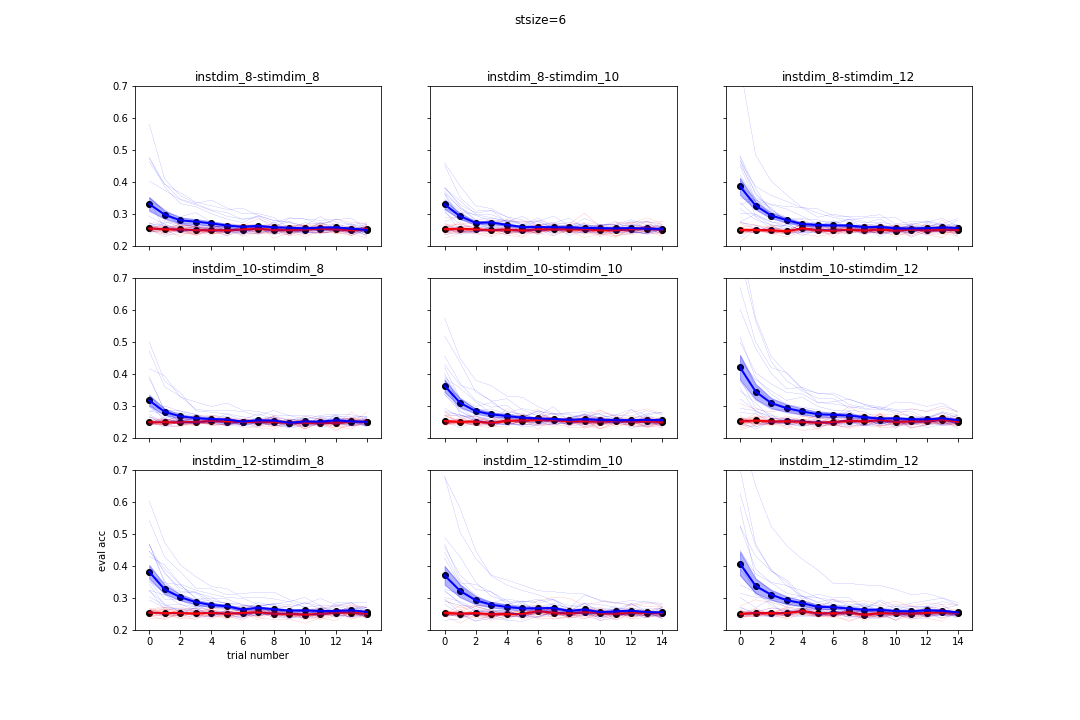 stsize=6
instdim_8-stimdim_8
instdim_8-stimdim_10
instdim_8-stimdim_12
0.7
0.6
0.5
0.4
0.3
0.2
instdim_10-stimdim_8
instdim_10-stimdim_10
instdim_10-stimdim_12
0.7
0.6
0.5
0.4
0.3
0.2
instdim_12-stimdim_8
instdim_12-stimdim_10
instdim_12-stimdim_12
0.7
0.6
0.5
0.4
0.3
0.2
eval acc
0 2 4 6 8 10 12 14
0 2 4 6 8 10 12 14
0 2 4 6 8 10 12 14
trial number